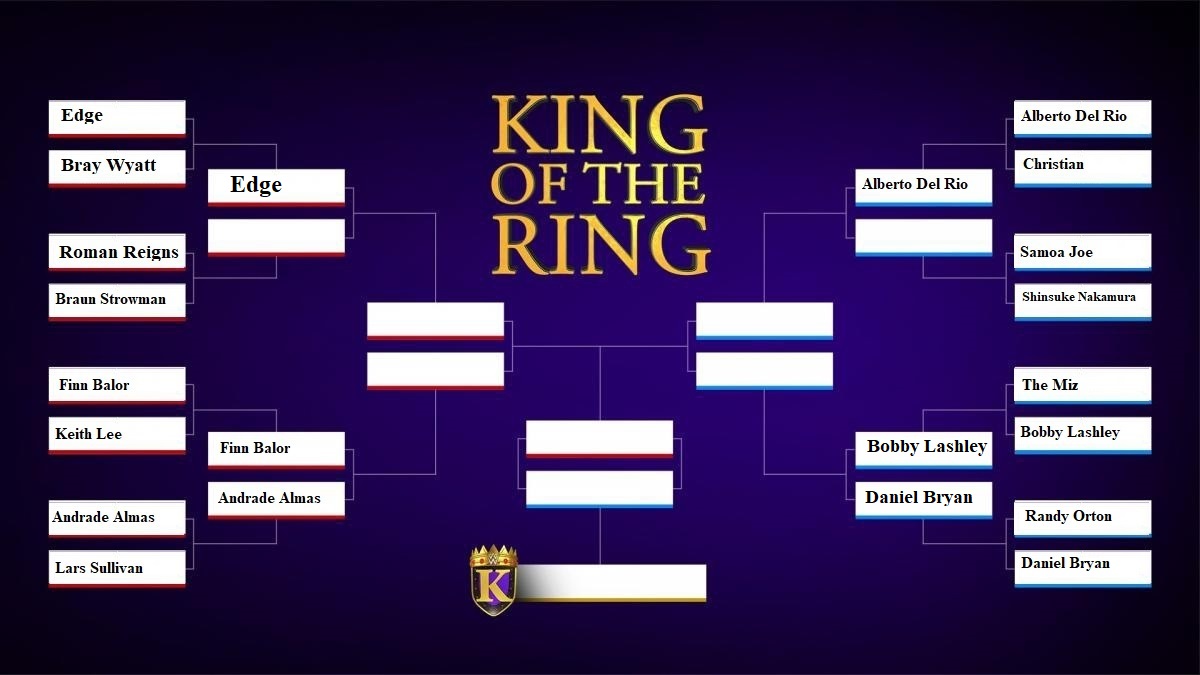 KING
OF THE
RING
Edge
Bray Wyatt
Roman Reigns
Braun Strowman
Finn Balor
Keith Lee
Andrade Almas
Lars Sullivan
Edge
Finn Balor
Andrade Almas
Alberto Del Rio
Bobby Lashley
Daniel Bryan
Alberto Del Rio
Christian
Samoa Joe
Shinsuke Nakamura
The Miz
Bobby Lashley
Randy Orton
Daniel Bryan
K